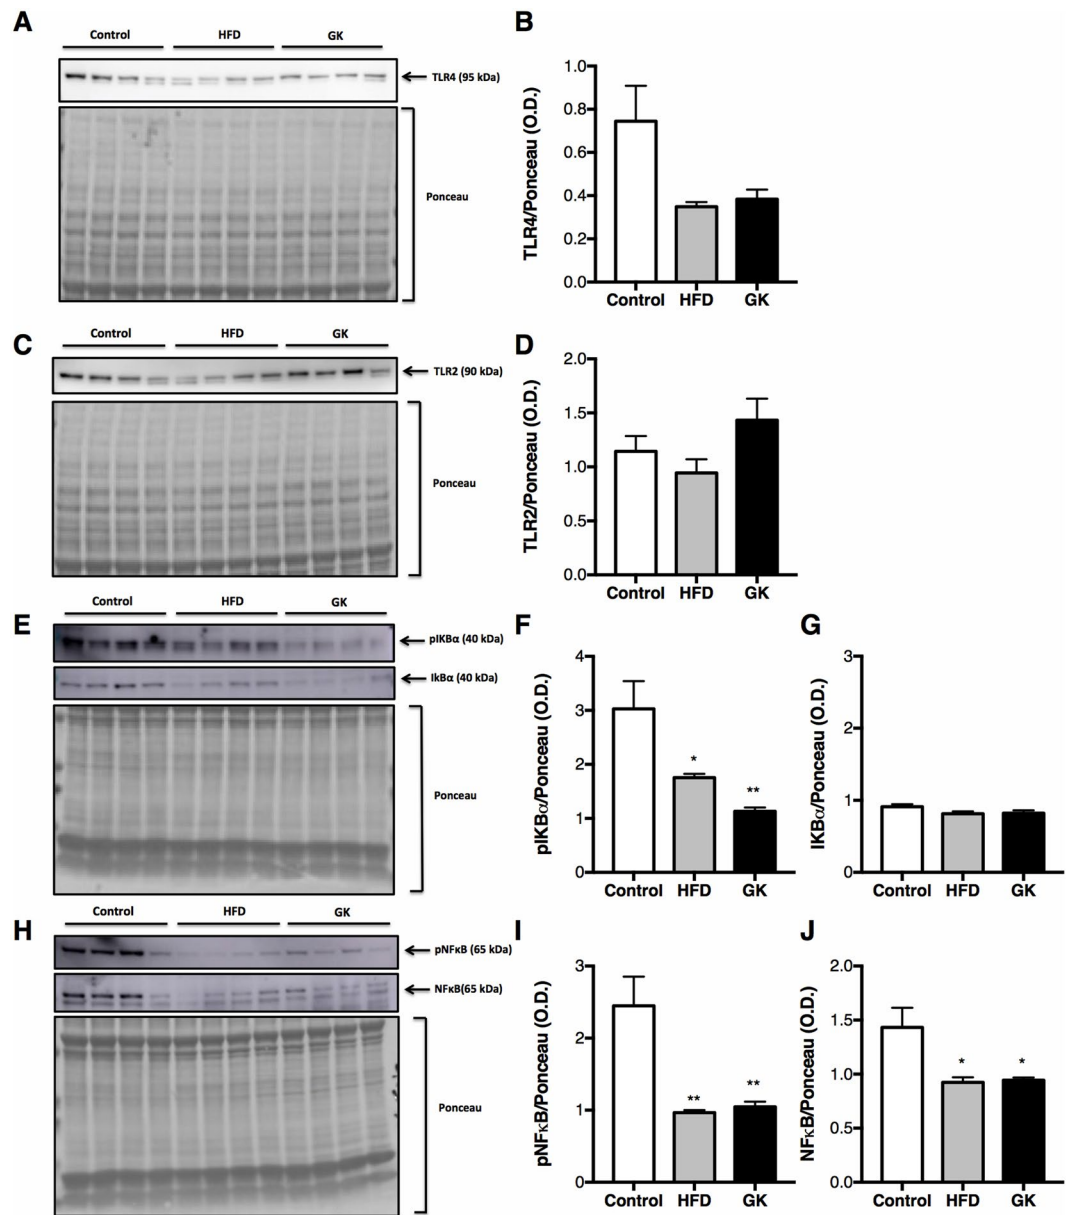 A
Control HFD GK
TLR4 (95 kDa)
Ponceau
B
TLR4/Ponceau (O.D.)
1.0
0.8
0.6
0.4
0.2
0.0
Control HFD GK
C
Control HFD GK
TLR2 (90 kDa)
Ponceau
D
TLR2/Ponceau (O.D.)
2.0
1.5
1.0
0.5
0.0
Control HFD GK
E
Control HFD GK
pIKBα (40 kDa)
IkBα (40 kDa)
Ponceau
F
pIKBα/Ponceau (O.D.)
4
3
2
1
0
*
**
Control HFD GK
G
IKBα/Ponceau (O.D.)
3
2
1
0
Control HFD GK
H
Control HFD GK
pNFκB (65 kDa)
NFκB(65 kDa)
Ponceau
I
pNFκB/Ponceau (O.D.)
3
2
1
0
**
**
Control HFD GK
J
NFκB/Ponceau (O.D.)
2.0
1.5
1.0
0.5
0.0
*
*
Control HFD GK